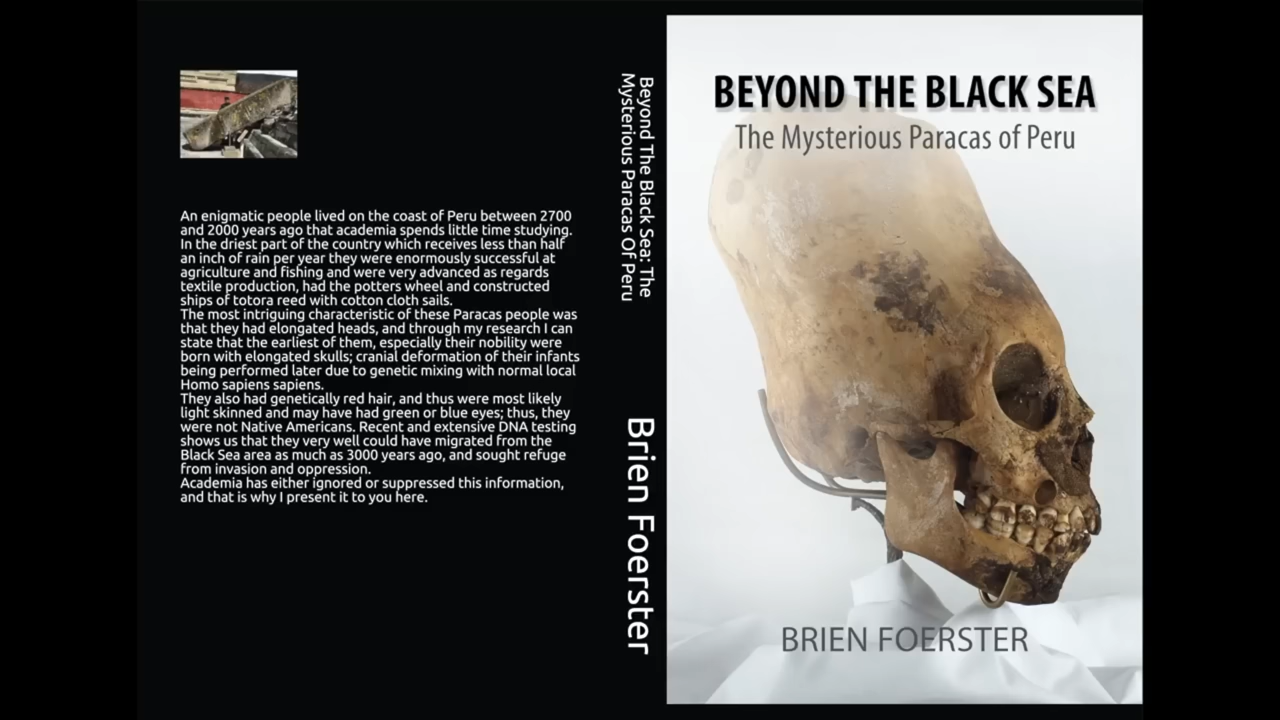 An enigmatic people lived on the coast of Peru between 2700
and 2000 years ago that academia spends little time studying.
In the driest part of the country which receives less than half
an inch of rain per year they were enormously successful at
agriculture and fishing and were very advanced as regards
textile production, had the potters wheel and constructed
ships of totora reed with cotton cloth sails.
The most intriguing characteristic of these Paracas people was
that they had elongated heads, and through my research I can
state that the earliest of them, especially their nobility were
born with elongated skulls; cranial deformation of their infants
being performed later due to genetic mixing with normal local
Homo sapiens sapiens.
They also had genetically red hair, and thus were most likely
light skinned and may have had green or blue eyes; thus, they
were not Native Americans. Recent and extensive DNA testing
shows us that they very well could have migrated from the
Black Sea area as much as 3000 years ago, and sought refuge
from invasion and oppression.
Academia has either ignored or suppressed this information,
and that is why I present it to you here.
Beyond The Black Sea: The
Mysterious Paracas Of Peru
Brien Foerster
BEYOND THE BLACK SEA
The Mysterious Paracas of Peru
BRIEN FOERSTER